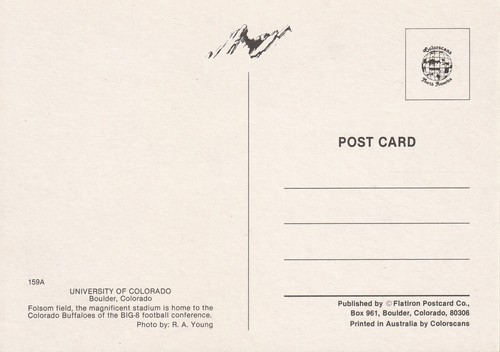 Colorscans
North America
POST CARD
159A
UNIVERSITY OF COLORADO
Boulder, Colorado
Folsom field, the magnificent stadium is home to the
Colorado Buffaloes of the BIG-8 football conference.
Photo by: R. A. Young
Published by © Flatiron Postcard Co.,
Box 961, Boulder, Colorado, 80306
Printed in Australia by Colorscans